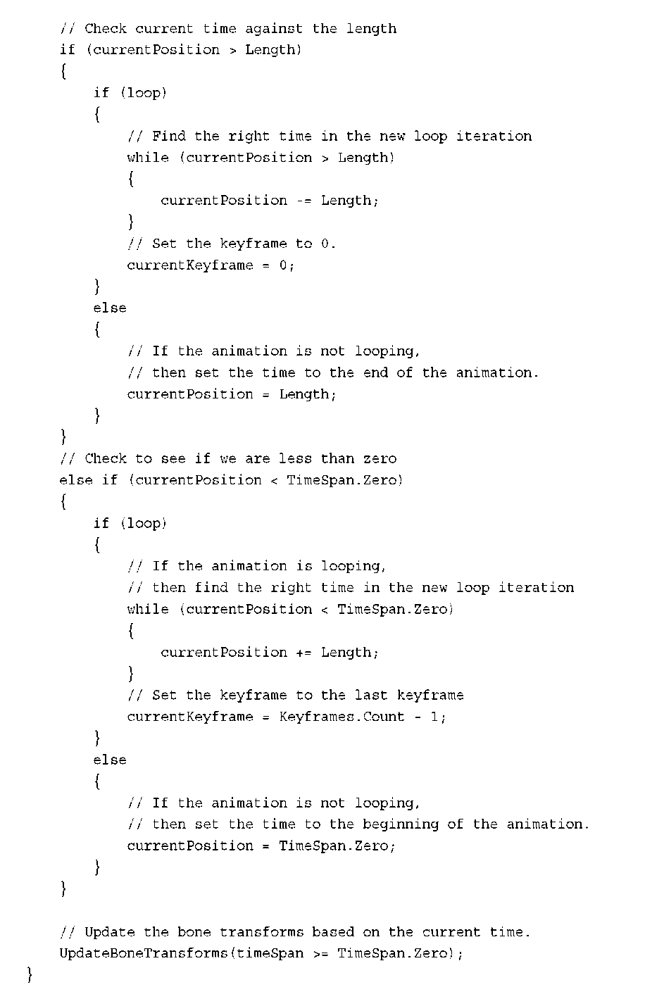 // Check current time against the length
if (currentPosition > Length)
{
if (loop)
{
// Find the right time in the new loop iteration
while (currentPosition > Length)
{
currentPosition -= Length;
}
// Set the keyframe to 0.
currentKeyframe = 0;
}
else
{
// If the animation is not looping,
// then set the time to the end of the animation.
currentPosition = Length;
}
}
// Check to see if we are less than zero
else if (currentPosition < TimeSpan.Zero)
{
if (loop)
{
// If the animation is looping,
// then find the right time in the new loop iteration
while (currentPosition < TimeSpan.Zero)
{
currentPosition += Length;
}
// Set the keyframe to the last keyframe
currentKeyframe = Keyframes.Count - 1;
}
else
{
// If the animation is not looping,
// then set the time to the beginning of the animation.
currentPosition = TimeSpan.Zero;
}
}
// Update the bone transforms based on the current time.
UpdateBoneTransforms(timeSpan >= TimeSpan.Zero);
}